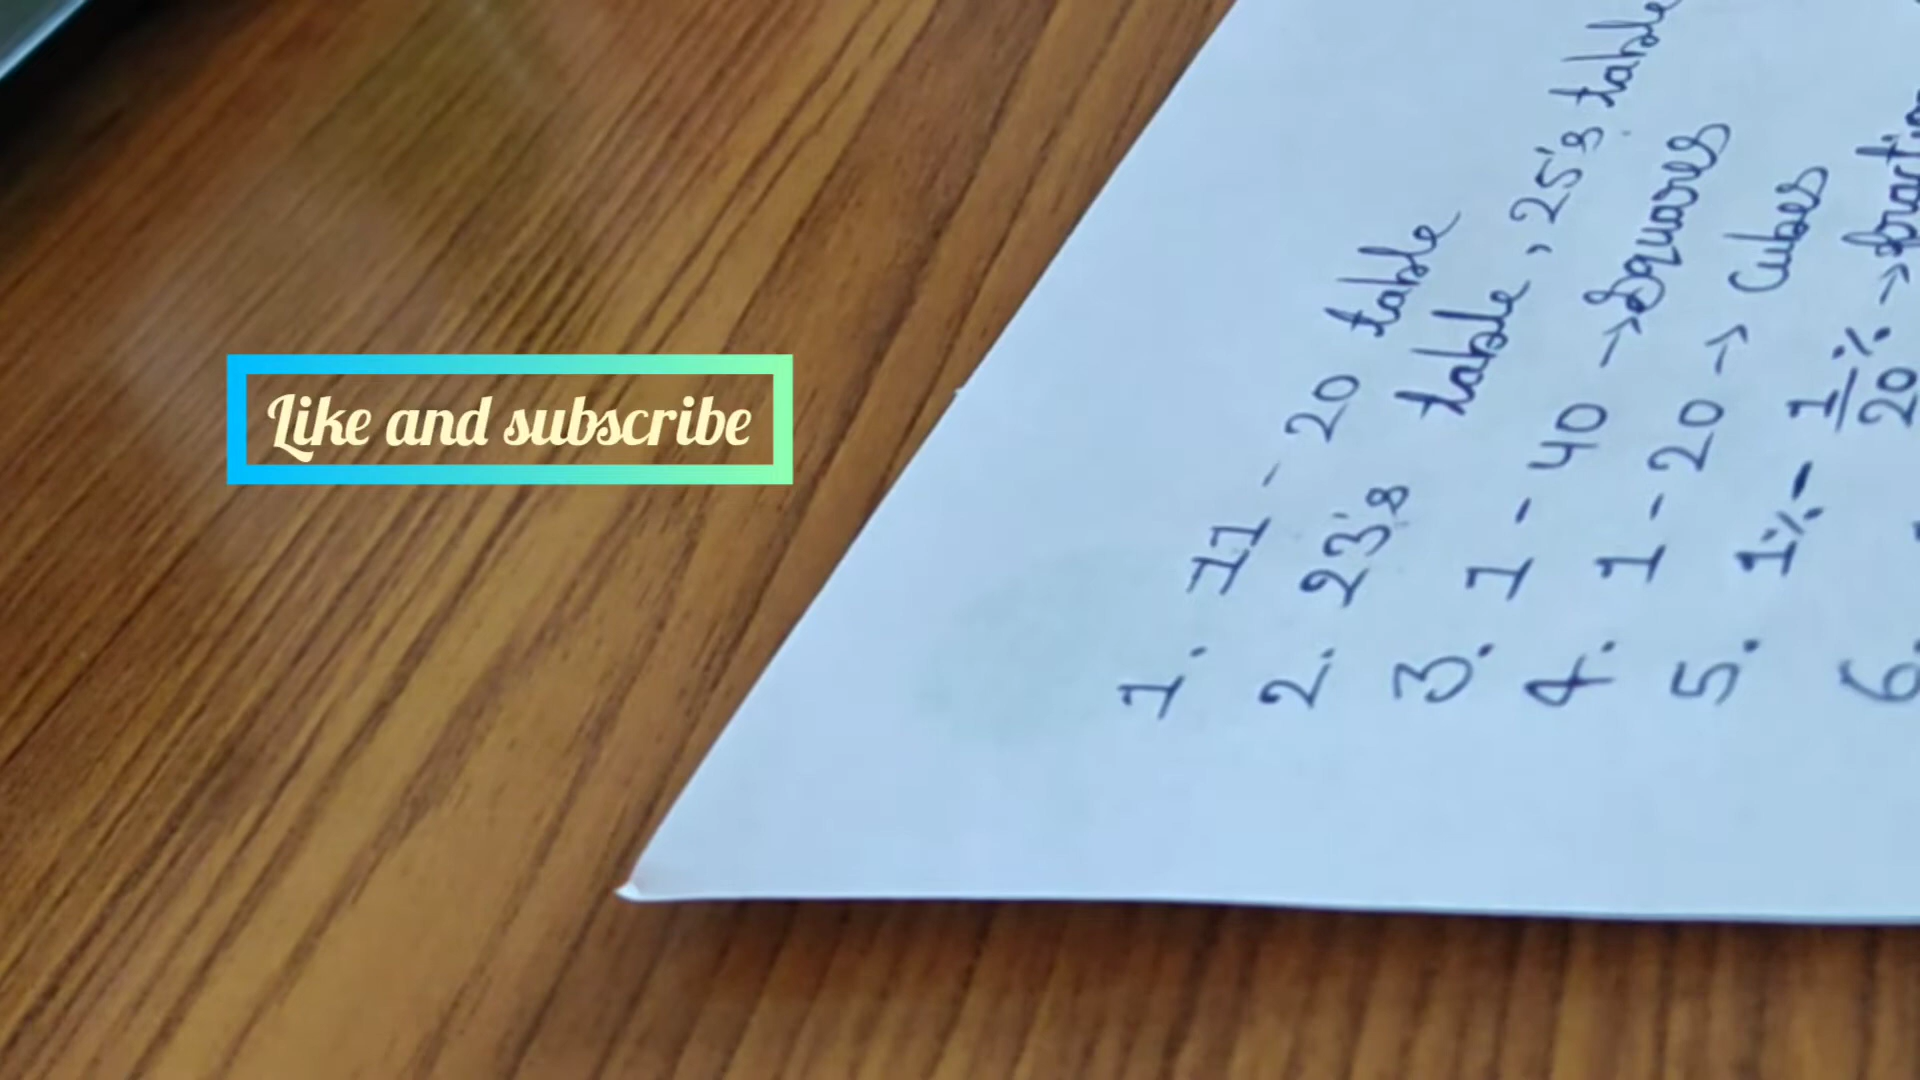 Like and subscribe
1. 11 - 20 table
2. 23's table, 25's table
3. 1 - 40 → Squares
4. 1 - 20 → Cubes
5. 1% - 1/20 % →
6.